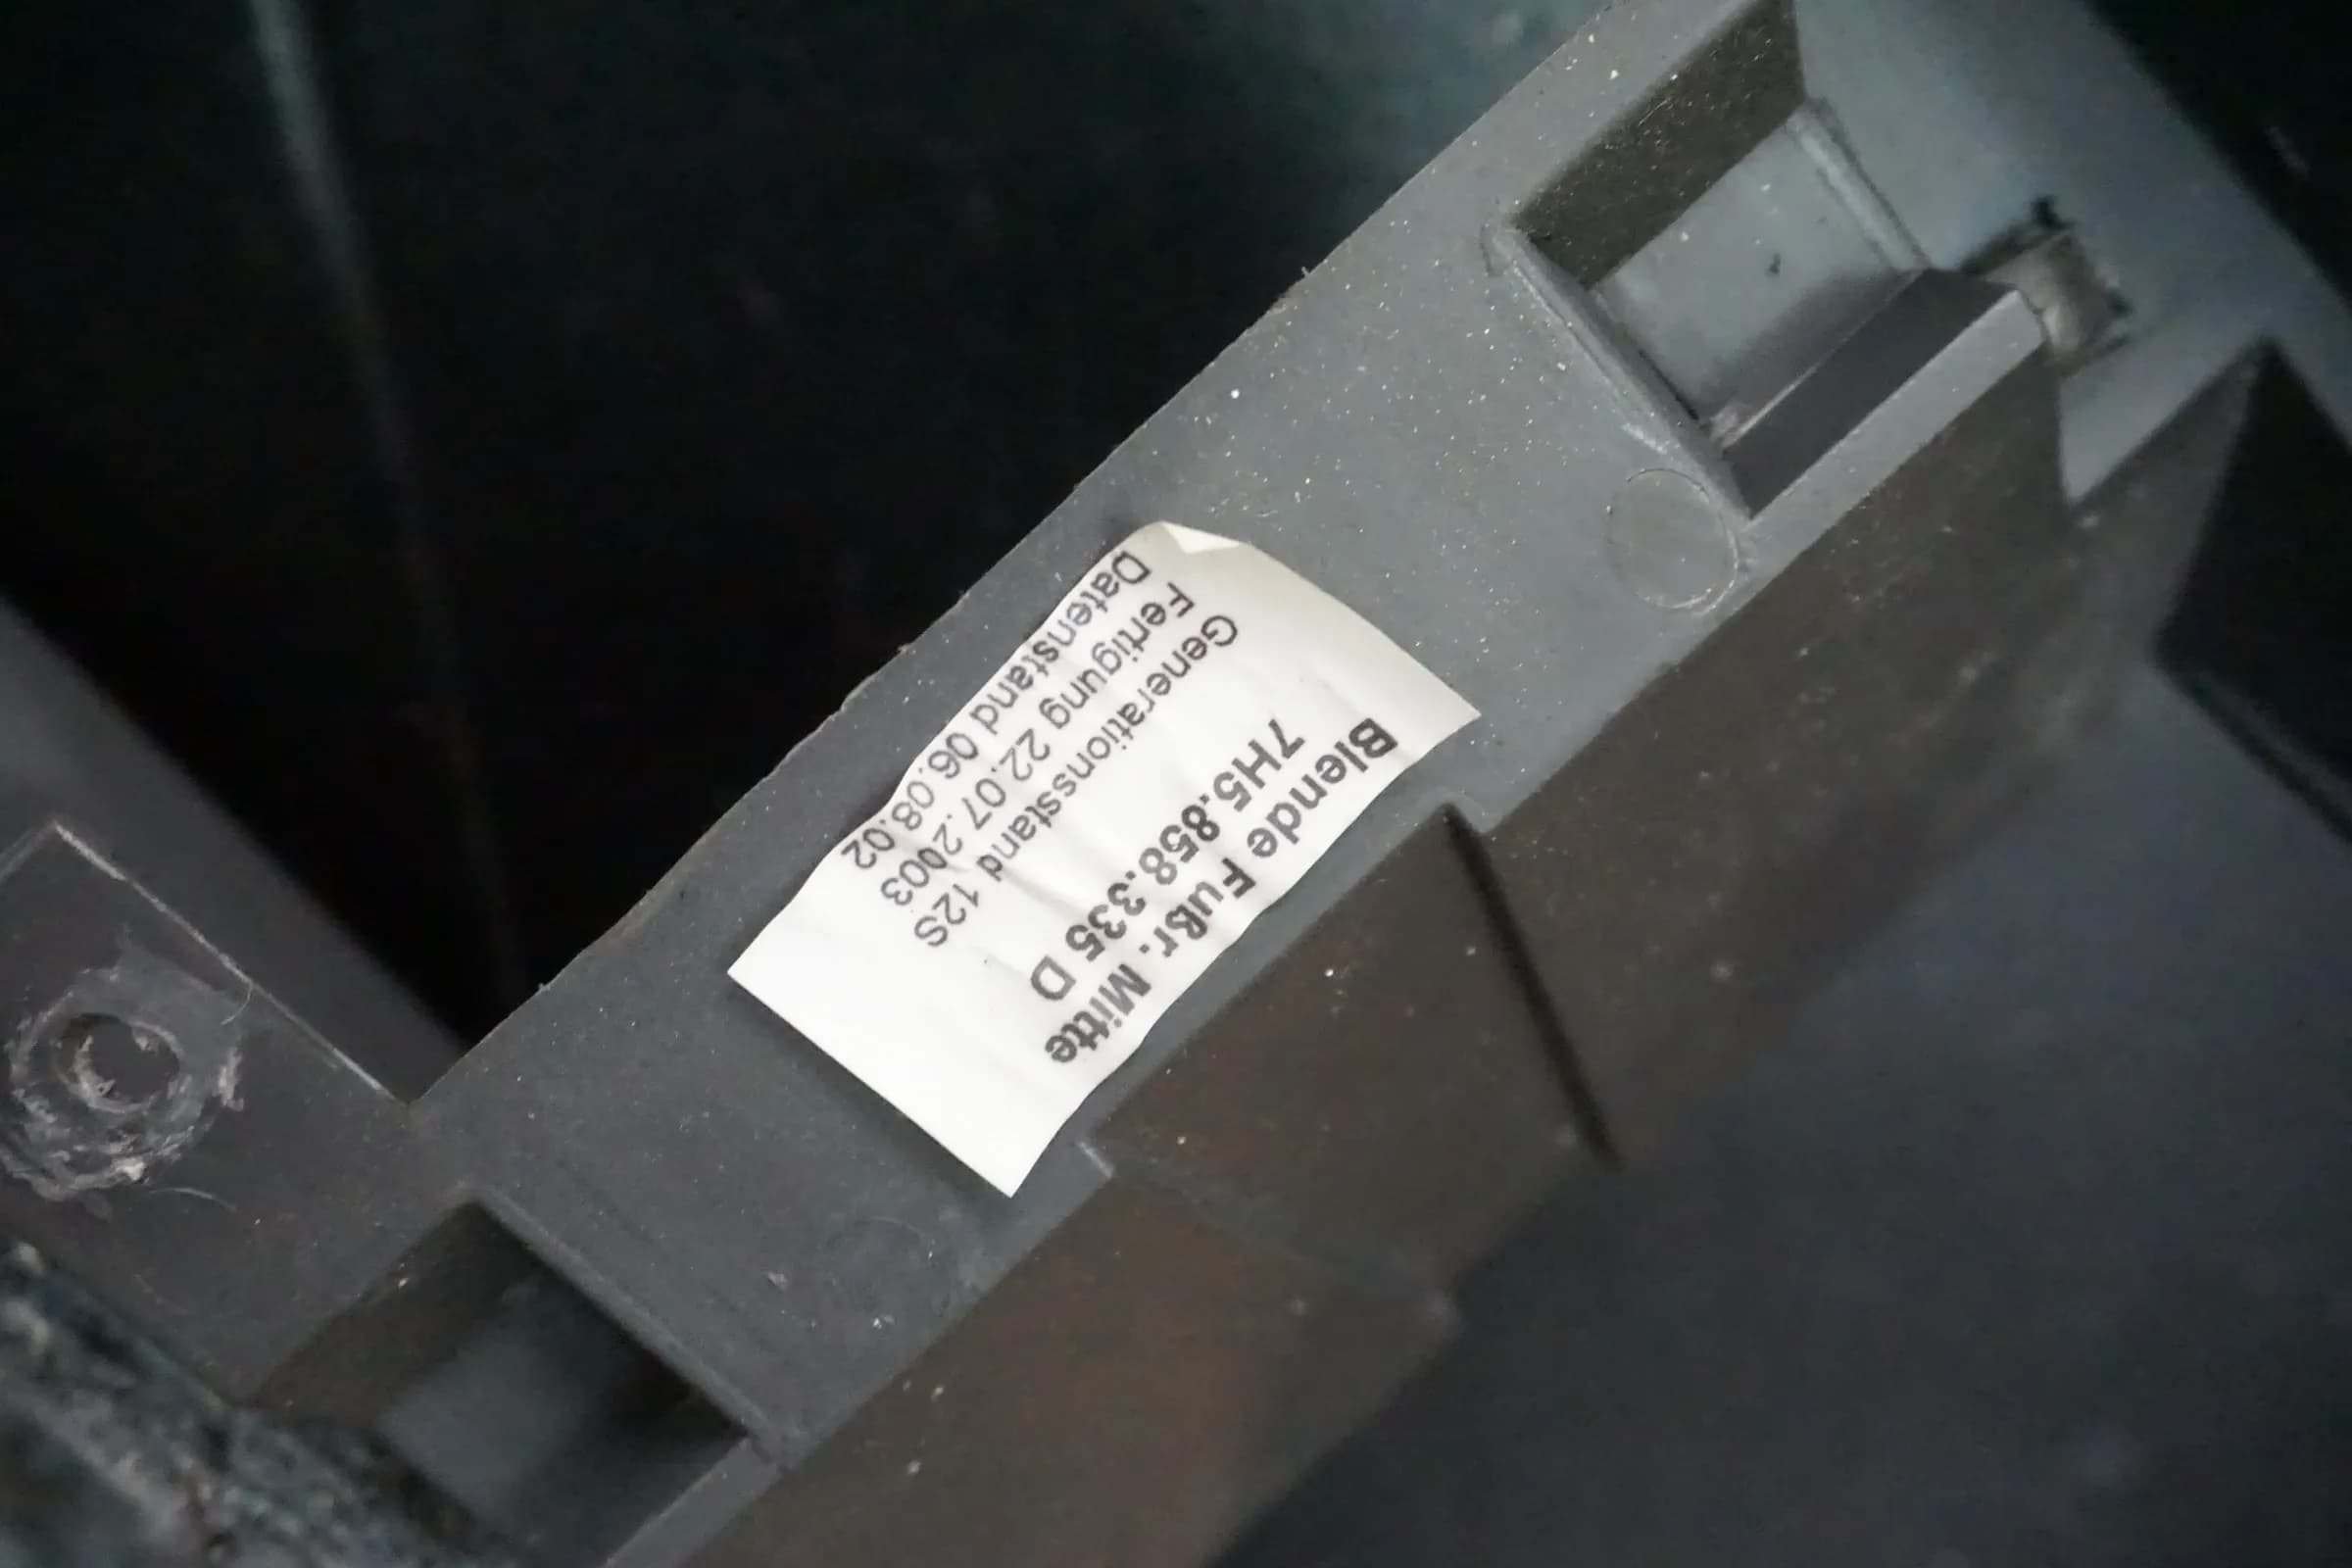 Blende Fußr. Mitte
7H5.858.335 D
Generationsstand 12S
Fertigung 22.07.2003
Datenstand 06.08.02